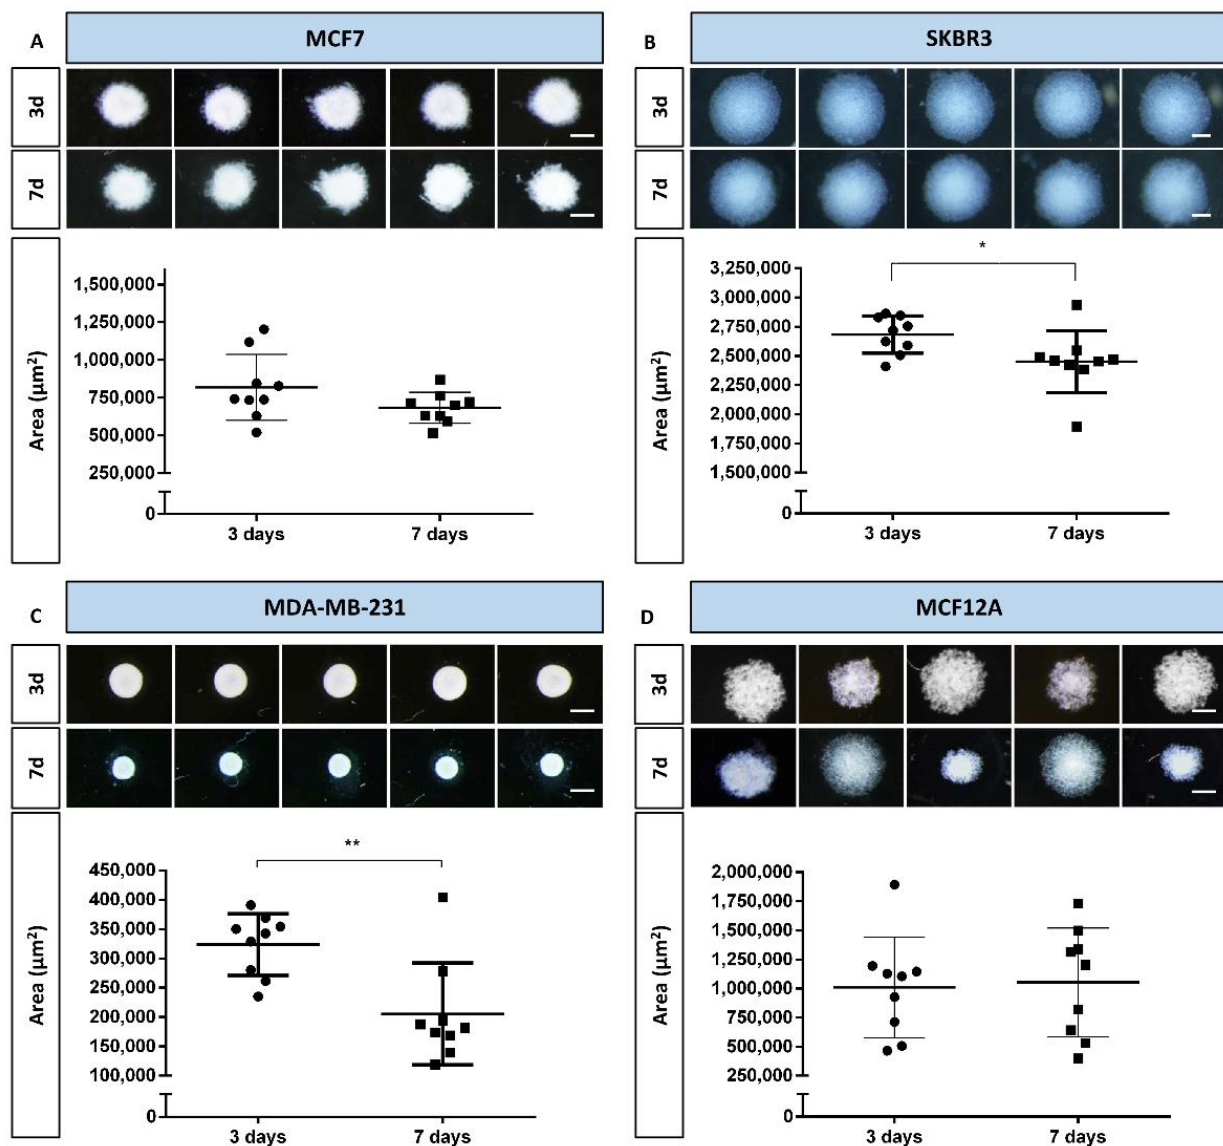 A
MCF7
3d
7d
Area (µm²)
1,500,000
1,250,000
1,000,000
750,000
500,000
250,000
0
3 days
7 days
B
SKBR3
3d
7d
Area (µm²)
*
3,250,000
3,000,000
2,750,000
2,500,000
2,250,000
2,000,000
1,750,000
1,500,000
0
3 days
7 days
C
MDA-MB-231
3d
7d
Area (µm²)
**
450,000
400,000
350,000
300,000
250,000
200,000
150,000
100,000
0
3 days
7 days
D
MCF12A
3d
7d
Area (µm²)
2,000,000
1,750,000
1,500,000
1,250,000
1,000,000
750,000
500,000
250,000
0
3 days
7 days